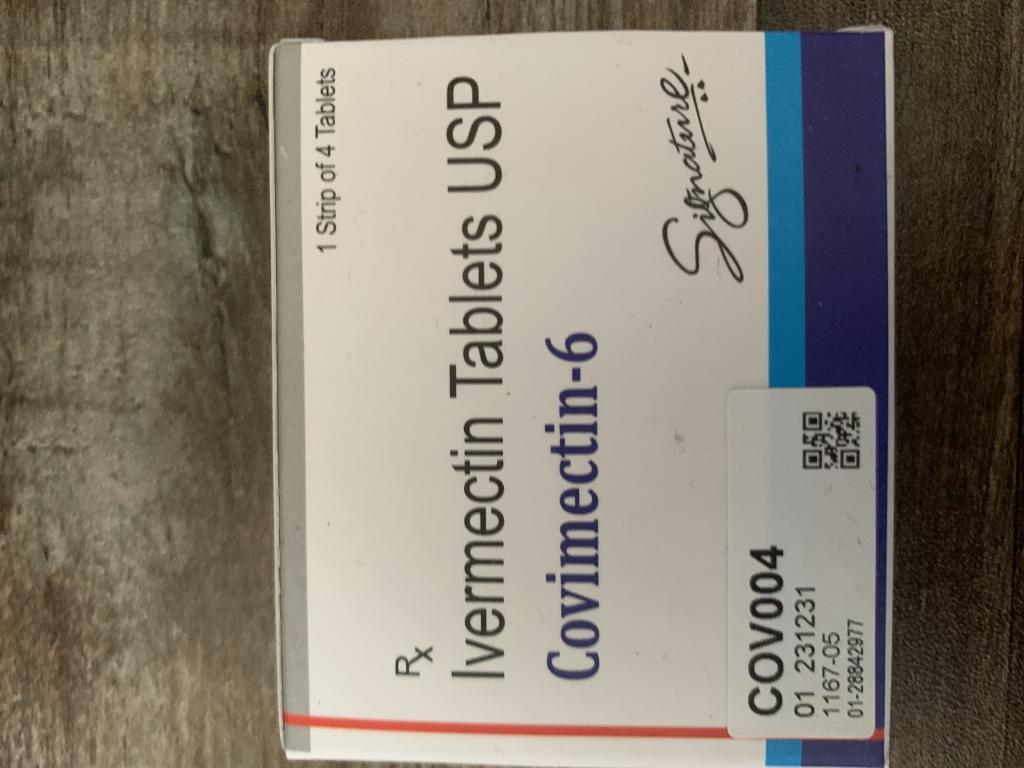 1 Strip of 4 Tablets
Rx
Ivermectin Tablets USP
Covimectin-6
Signature
COV004
01 231231
1167-05
01-28842977